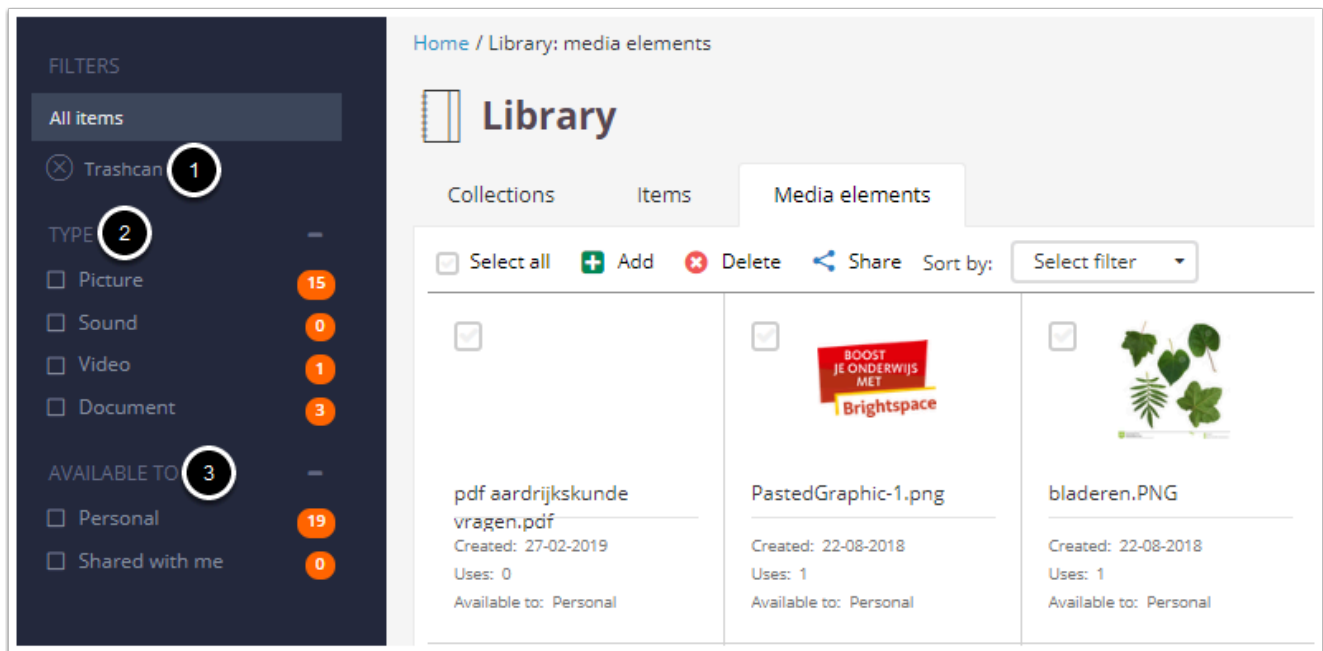 FILTERS
All items
Trashcan 1
TYPE 2
Picture 15
Sound 0
Video 1
Document 3
AVAILABLE TO 3
Personal 19
Shared with me 0
Home / Library: media elements
Library
Collections Items Media elements
Select all Add Delete Share Sort by: Select filter
BOOST
JE ONDERWIJS
MET
Brightspace
pdf aardrijkskunde
vragen.pdf
Created: 27-02-2019
Uses: 0
Available to: Personal
PastedGraphic-1.png
Created: 22-08-2018
Uses: 1
Available to: Personal
bladeren.PNG
Created: 22-08-2018
Uses: 1
Available to: Personal